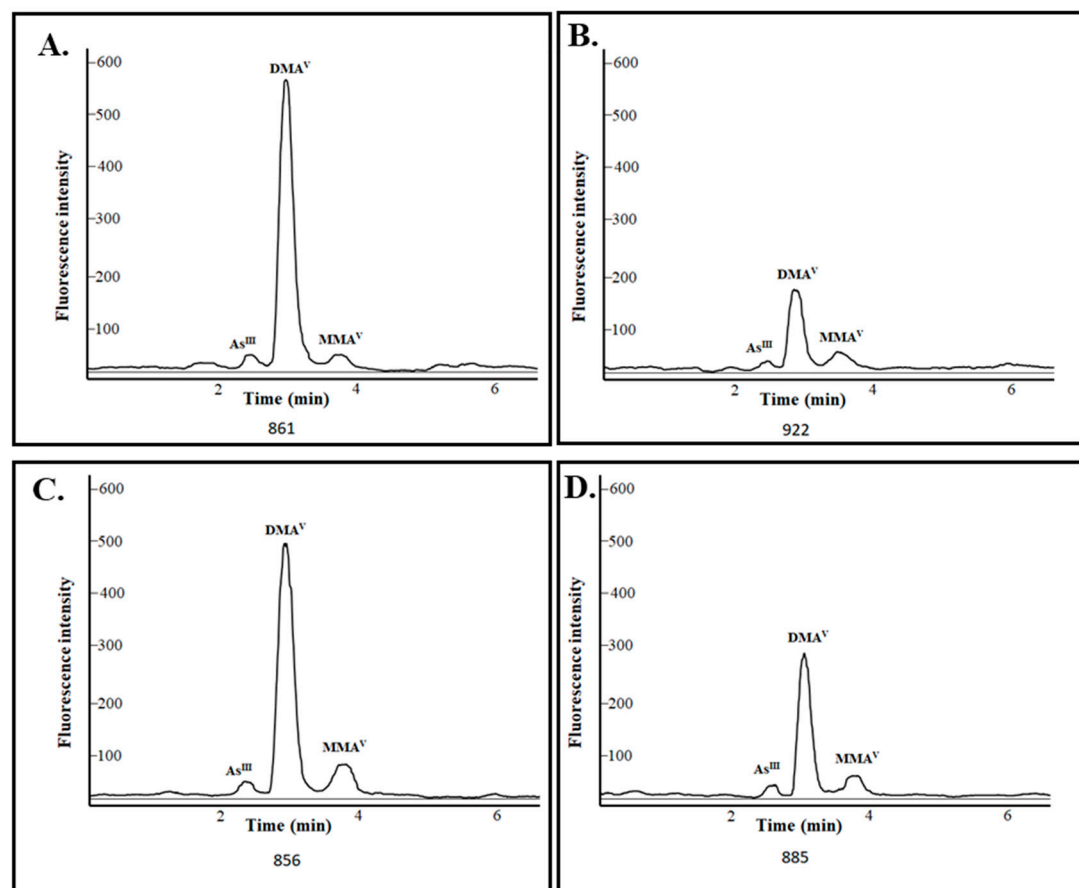 A.
600
500
400
300
200
100
Fluorescence intensity
DMAⱽ
Asᴵᴵᴵ
MMAⱽ
2 4 6
Time (min)
861
B.
600
500
400
300
200
100
Fluorescence intensity
DMAⱽ
Asᴵᴵᴵ
MMAⱽ
2 4 6
Time (min)
922
C.
600
500
400
300
200
100
Fluorescence intensity
DMAⱽ
Asᴵᴵᴵ
MMAⱽ
2 4 6
Time (min)
856
D.
600
500
400
300
200
100
Fluorescence intensity
DMAⱽ
Asᴵᴵᴵ
MMAⱽ
2 4 6
Time (min)
885